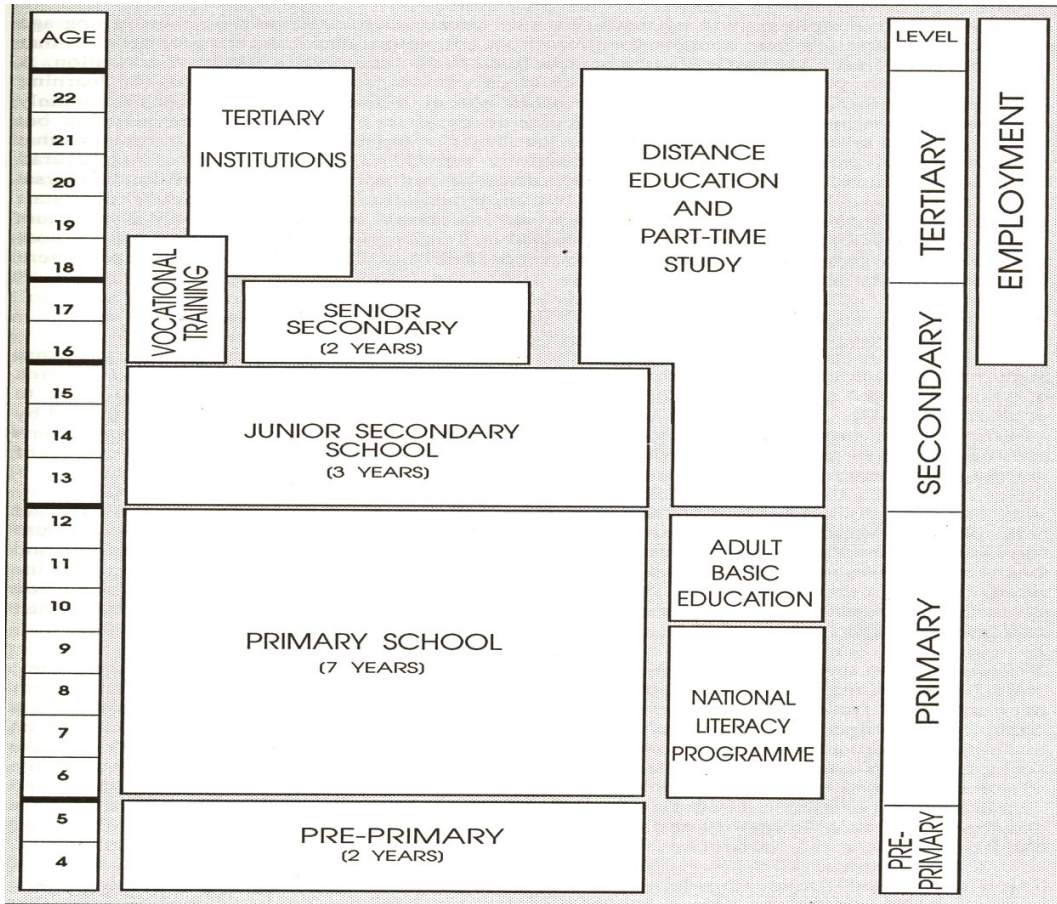 AGE
22
21
20
19
18
17
16
15
14
13
12
11
10
9
8
7
6
5
4
TERTIARY
INSTITUTIONS
VOCATIONAL
TRAINING
SENIOR
SECONDARY
(2 YEARS)
JUNIOR SECONDARY
SCHOOL
(3 YEARS)
PRIMARY SCHOOL
(7 YEARS)
PRE-PRIMARY
(2 YEARS)
DISTANCE
EDUCATION
AND
PART-TIME
STUDY
ADULT
BASIC
EDUCATION
NATIONAL
LITERACY
PROGRAMME
LEVEL
TERTIARY
SECONDARY
PRIMARY
PRE-
PRIMARY
EMPLOYMENT